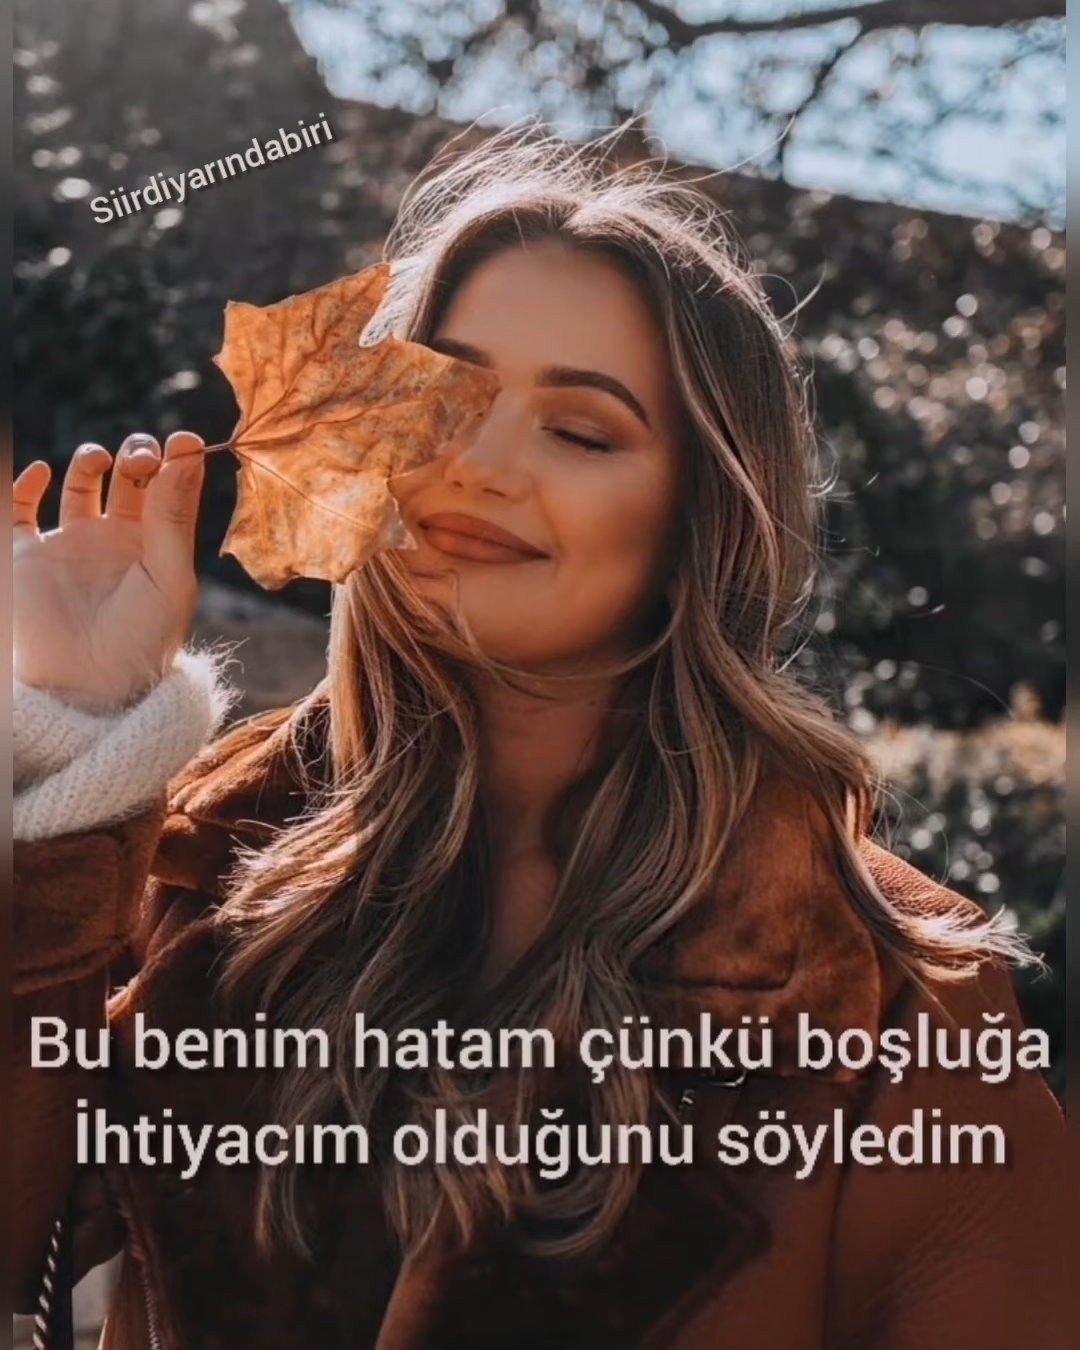 Siirdiyarındabiri
Bu benim hatam çünkü boşluğa
İhtiyacım olduğunu söyledim